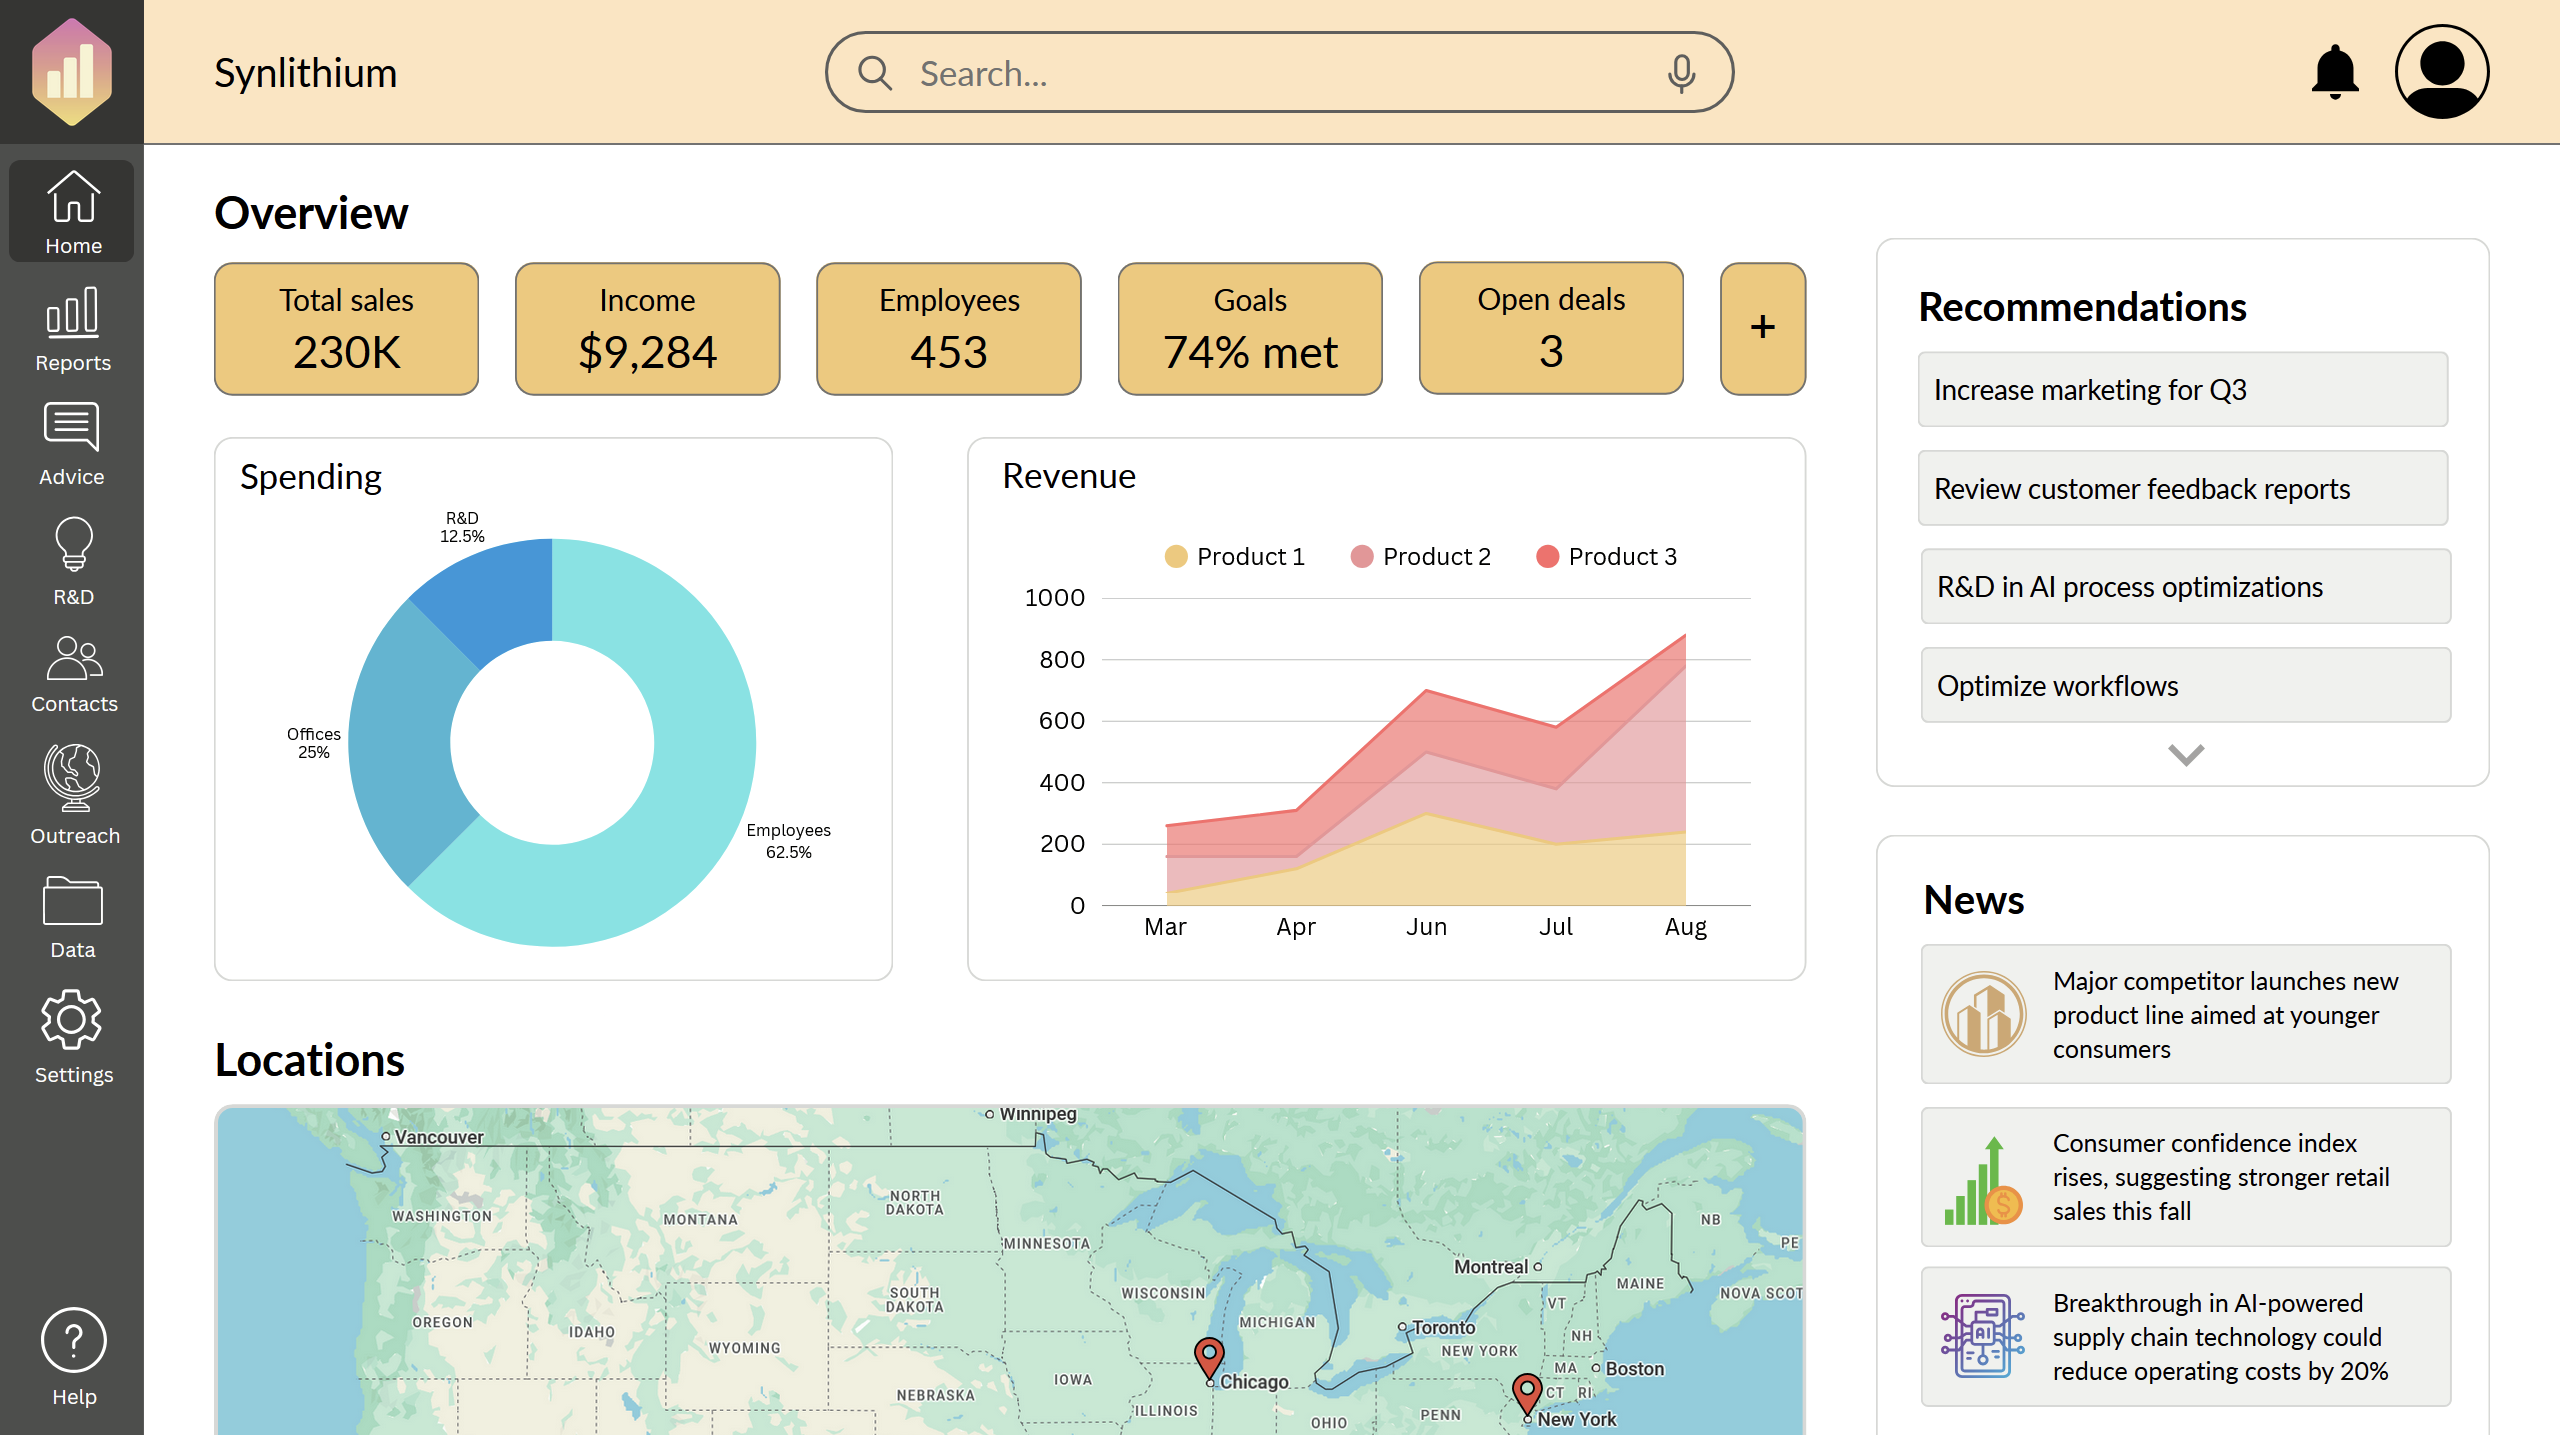 Synlithium
Search...
Home
Reports
Advice
R&D
Contacts
Outreach
Data
Settings
?
Help
Overview
Total sales
230K
Income
$9,284
Employees
453
Goals
74% met
Open deals
3
+
Spending
R&D
12.5%
Offices
25%
Employees
62.5%
Revenue
Product 1
Product 2
Product 3
1000
800
600
400
200
0
Mar
Apr
Jun
Jul
Aug
Recommendations
Increase marketing for Q3
Review customer feedback reports
R&D in AI process optimizations
Optimize workflows
News
Major competitor launches new
product line aimed at younger
consumers
$
Consumer confidence index
rises, suggesting stronger retail
sales this fall
AI
Breakthrough in AI-powered
supply chain technology could
reduce operating costs by 20%
Locations
Winnipeg
Vancouver
WASHINGTON
MONTANA
NORTH
DAKOTA
MINNESOTA
NB
PE
Montreal
MAINE
NOVA SCOT
SOUTH
DAKOTA
WISCONSIN
VT
OREGON
IDAHO
MICHIGAN
Toronto
NH
WYOMING
NEW YORK
MA
Boston
IOWA
Chicago
NEBRASKA
CT
RI
ILLINOIS
OHIO
PENN
New York